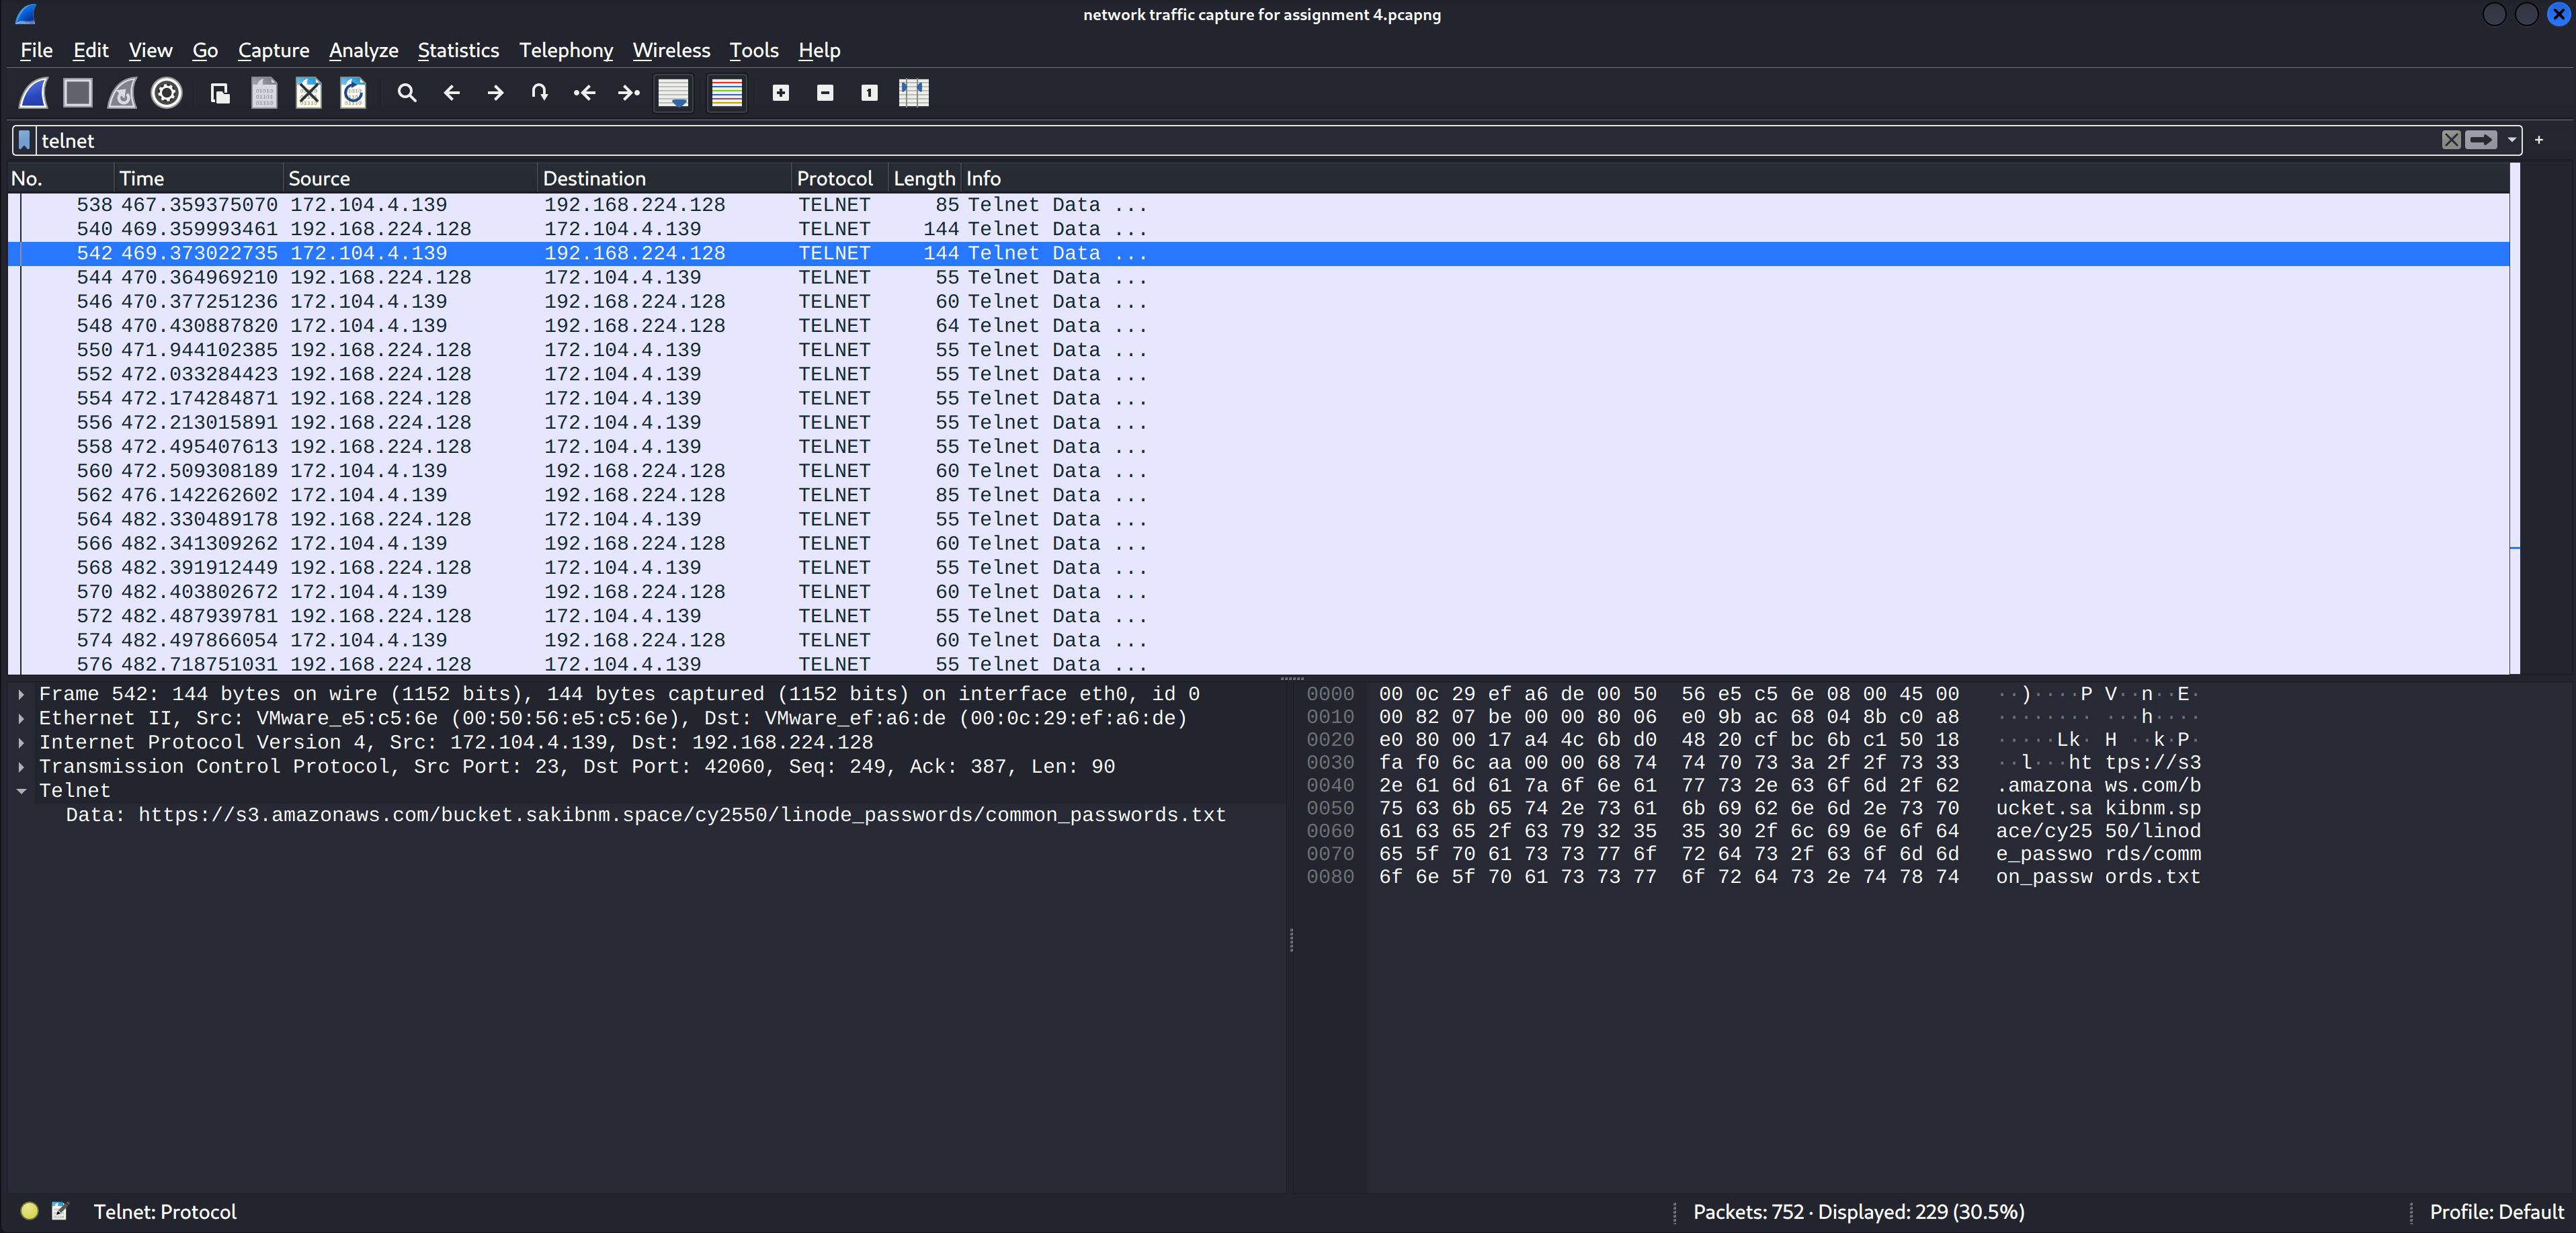 network traffic capture for assignment 4.pcapng
File Edit View Go Capture Analyze Statistics Telephony Wireless Tools Help
telnet
No. Time Source Destination Protocol Length Info
538 467.359375070 172.104.4.139 192.168.224.128 TELNET 85 Telnet Data ...
540 469.359993461 192.168.224.128 172.104.4.139 TELNET 144 Telnet Data ...
542 469.373022735 172.104.4.139 192.168.224.128 TELNET 144 Telnet Data ...
544 470.364969210 192.168.224.128 172.104.4.139 TELNET 55 Telnet Data ...
546 470.377251236 172.104.4.139 192.168.224.128 TELNET 60 Telnet Data ...
548 470.430887820 172.104.4.139 192.168.224.128 TELNET 64 Telnet Data ...
550 471.944102385 192.168.224.128 172.104.4.139 TELNET 55 Telnet Data ...
552 472.033284423 192.168.224.128 172.104.4.139 TELNET 55 Telnet Data ...
554 472.174284871 192.168.224.128 172.104.4.139 TELNET 55 Telnet Data ...
556 472.213015891 192.168.224.128 172.104.4.139 TELNET 55 Telnet Data ...
558 472.495407613 192.168.224.128 172.104.4.139 TELNET 55 Telnet Data ...
560 472.509308189 172.104.4.139 192.168.224.128 TELNET 60 Telnet Data ...
562 476.142262602 172.104.4.139 192.168.224.128 TELNET 85 Telnet Data ...
564 482.330489178 192.168.224.128 172.104.4.139 TELNET 55 Telnet Data ...
566 482.341309262 172.104.4.139 192.168.224.128 TELNET 60 Telnet Data ...
568 482.391912449 192.168.224.128 172.104.4.139 TELNET 55 Telnet Data ...
570 482.403802672 172.104.4.139 192.168.224.128 TELNET 60 Telnet Data ...
572 482.487939781 192.168.224.128 172.104.4.139 TELNET 55 Telnet Data ...
574 482.497866054 172.104.4.139 192.168.224.128 TELNET 60 Telnet Data ...
576 482.718751031 192.168.224.128 172.104.4.139 TELNET 55 Telnet Data ...
Frame 542: 144 bytes on wire (1152 bits), 144 bytes captured (1152 bits) on interface eth0, id 0
Ethernet II, Src: VMware_e5:c5:6e (00:50:56:e5:c5:6e), Dst: VMware_ef:a6:de (00:0c:29:ef:a6:de)
Internet Protocol Version 4, Src: 172.104.4.139, Dst: 192.168.224.128
Transmission Control Protocol, Src Port: 23, Dst Port: 42060, Seq: 249, Ack: 387, Len: 90
Telnet
Data: https://s3.amazonaws.com/bucket.sakibnm.space/cy2550/linode_passwords/common_passwords.txt
0000 00 0c 29 ef a6 de 00 50 56 e5 c5 6e 08 00 45 00 ··)····P V··n··E·
0010 00 82 07 be 00 00 80 06 e0 9b ac 68 04 8b c0 a8 ········ ···h····
0020 e0 80 00 17 a4 4c 6b d0 48 20 cf bc 6b c1 50 18 ·····Lk· H ··k·P·
0030 fa f0 6c aa 00 00 68 74 74 70 73 3a 2f 2f 73 33 ··l···ht tps://s3
0040 2e 61 6d 61 7a 6f 6e 61 77 73 2e 63 6f 6d 2f 62 .amazona ws.com/b
0050 75 63 6b 65 74 2e 73 61 6b 69 62 6e 6d 2e 73 70 ucket.sa kibnm.sp
0060 61 63 65 2f 63 79 32 35 35 30 2f 6c 69 6e 6f 64 ace/cy25 50/linod
0070 65 5f 70 61 73 73 77 6f 72 64 73 2f 63 6f 6d 6d e_passwo rds/comm
0080 6f 6e 5f 70 61 73 73 77 6f 72 64 73 2e 74 78 74 on_passw ords.txt
Telnet: Protocol
Packets: 752 · Displayed: 229 (30.5%)
Profile: Default